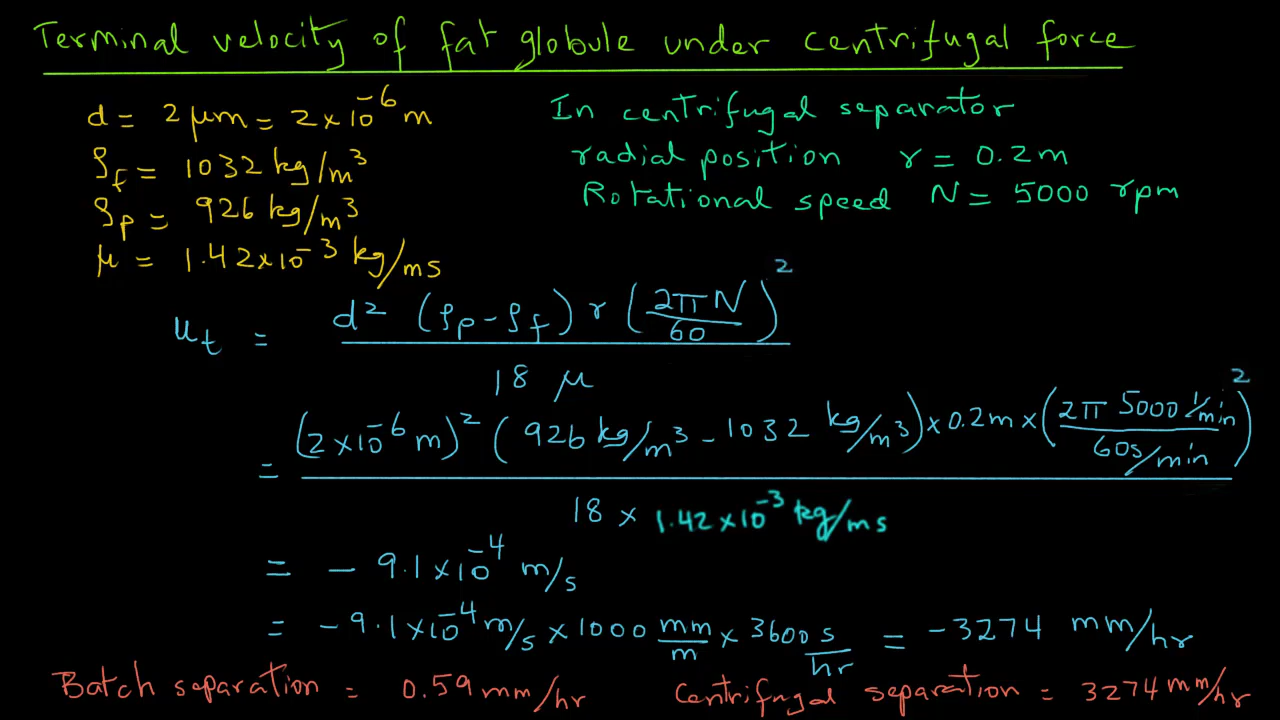 Terminal velocity of fat globule under centrifugal force
d = 2 μm = 2×10⁻⁶ m
ρf = 1032 kg/m³
ρp = 926 kg/m³
μ = 1.42×10⁻³ kg/ms
In centrifugal separator
radial position r = 0.2 m
Rotational speed N = 5000 rpm
ut = d² (ρp - ρf) r (2πN/60)² / 18 μ
= (2×10⁻⁶ m)² (926 kg/m³ - 1032 kg/m³) × 0.2m × (2π 5000 1/min / 60s/min)² / 18 × 1.42×10⁻³ kg/ms
= - 9.1×10⁻⁴ m/s
= - 9.1×10⁻⁴ m/s × 1000 mm/m × 3600 s/hr = -3274 mm/hr
Batch separation = 0.59 mm/hr Centrifugal separation = 3274 mm/hr